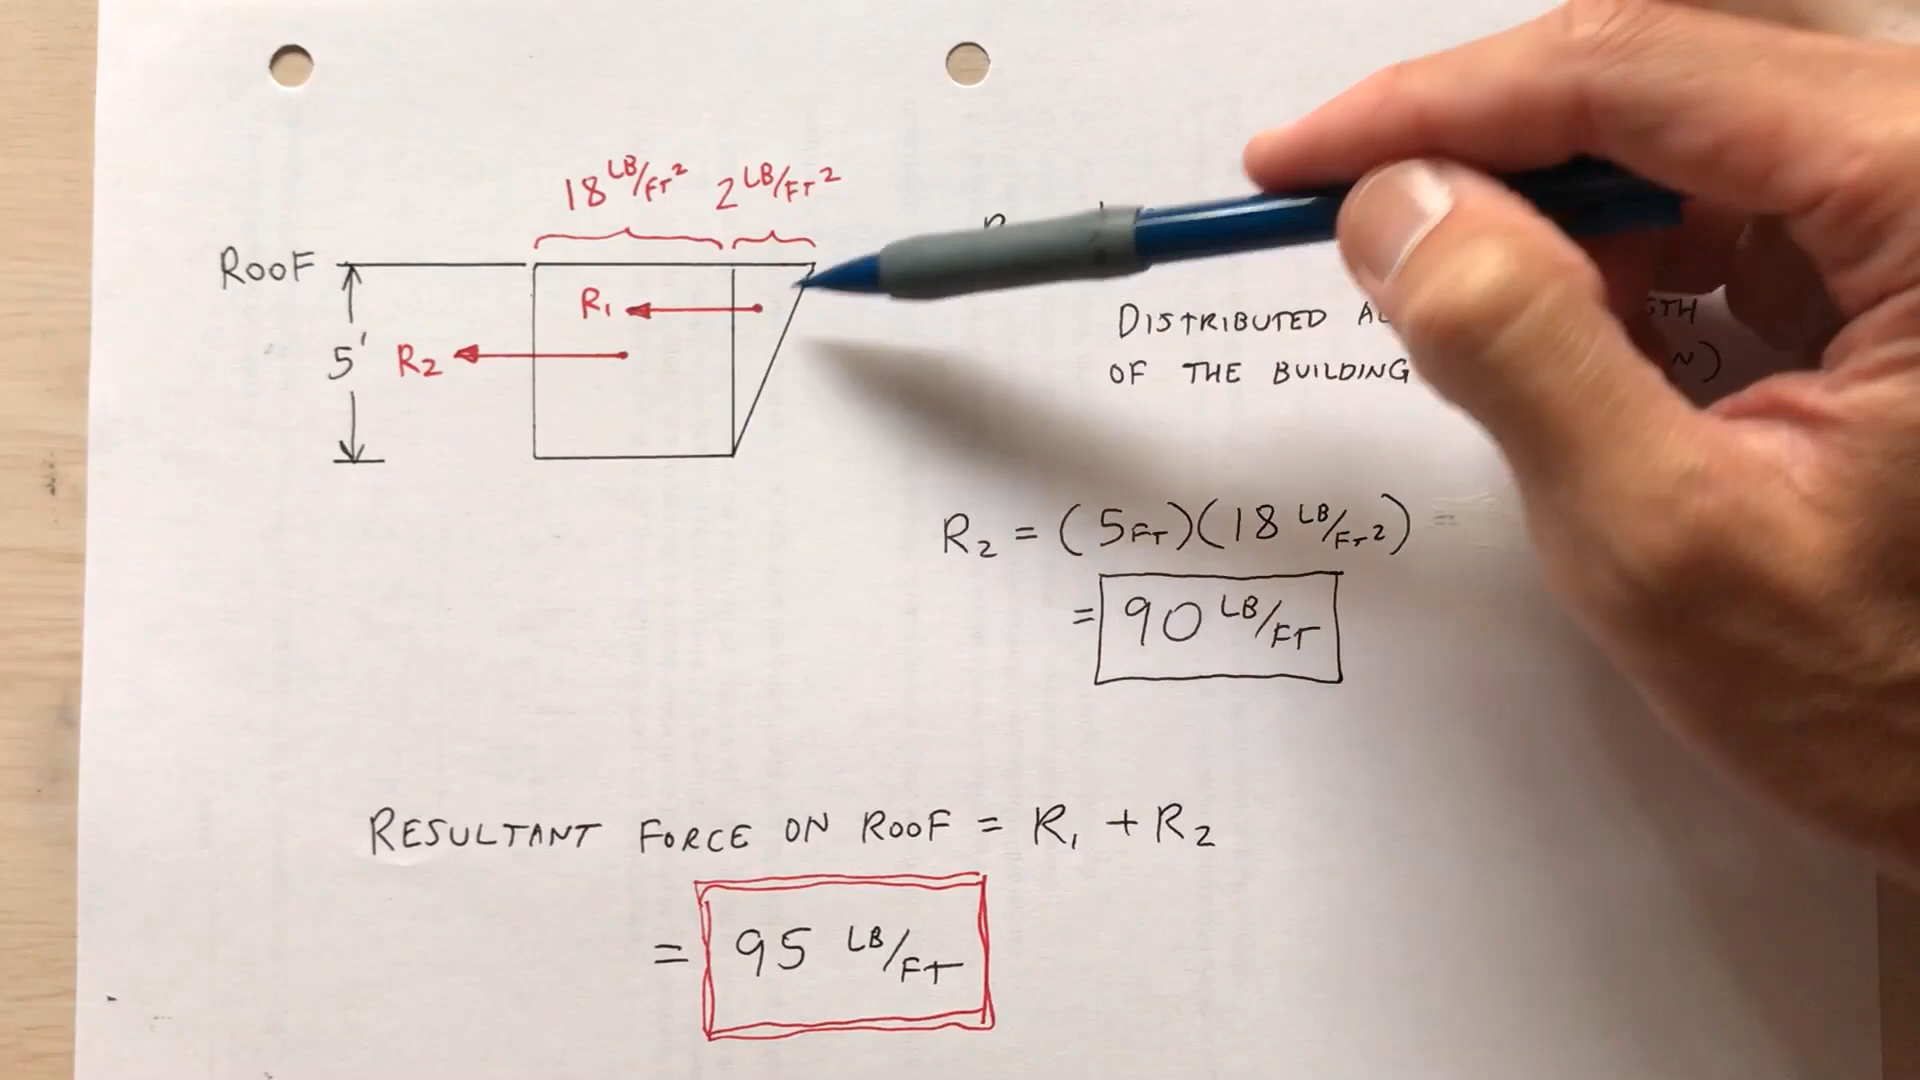 18 LB/FT² 2 LB/FT²
ROOF
R₁
5' R₂
DISTRIBUTED
OF THE BUILDING
R₂ = (5FT)(18 LB/FT²)
= 90 LB/FT
RESULTANT FORCE ON ROOF = R₁ + R₂
= 95 LB/FT